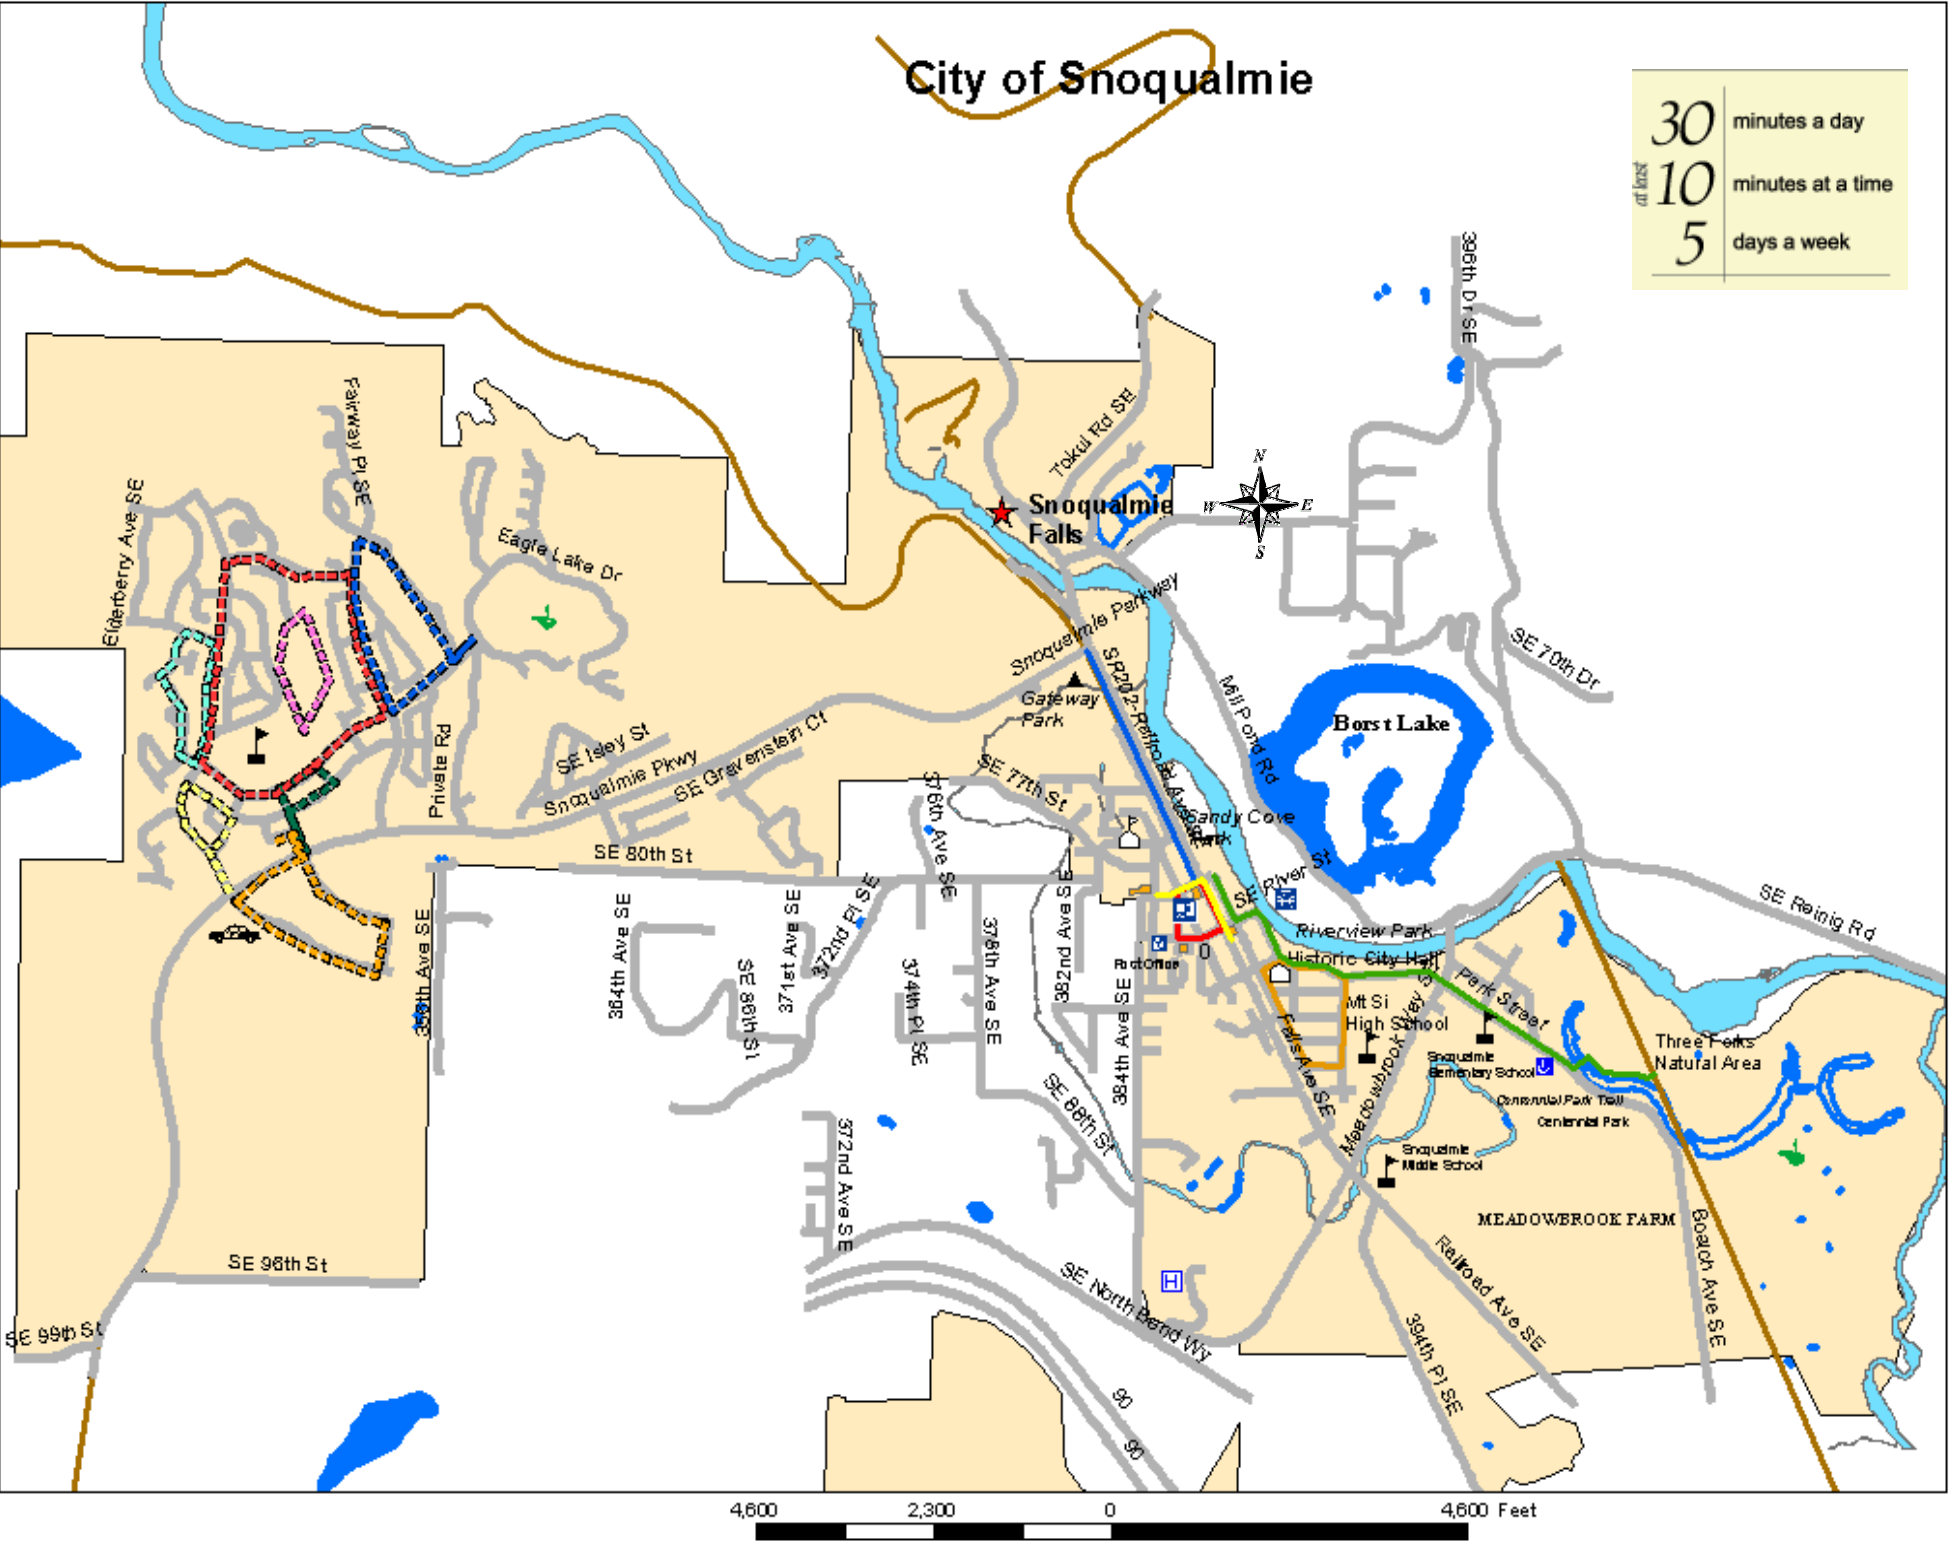 City of Snoqualmie
30 minutes a day
at least
10 minutes at a time
5 days a week
396th Dr SE
Fairway Pl SE
Tokul Rd SE
N
W
E
S
Elderberry Ave SE
Snoqualmie
Falls
Eagle Lake Dr
Snoqualmie Parkway
SE 70th Dr
SR202-Railroad Ave SE
Mill Pond Rd
Gateway
Park
Borst Lake
Private Rd
SE Isley St
Snoqualmie Pkwy
SE Gravenstein Ct
SE 77th St
376th Ave SE
Sandy Cove
Park
SE 80th St
SE River St
SE Reinig Rd
364th Ave SE
371st Ave SE
372nd Pl SE
378th Ave SE
382nd Ave SE
Riverview Park
0
Historic City Hall
Post Office
SE 86th St
374th Pl SE
384th Ave SE
Park Street
Mt Si
High School
Falls Ave SE
Meadowbrook Way S
Three Forks
Natural Area
Snoqualmie
Elementary School
Centennial Park Trail
Centennial Park
SE 88th St
372nd Ave SE
Snoqualmie
Middle School
MEADOWBROOK FARM
Boalch Ave SE
SE 96th St
H
SE North Bend Wy
Railroad Ave SE
SE 99th St
394th Pl SE
90
90
4,600
2,300
0
4,600 Feet